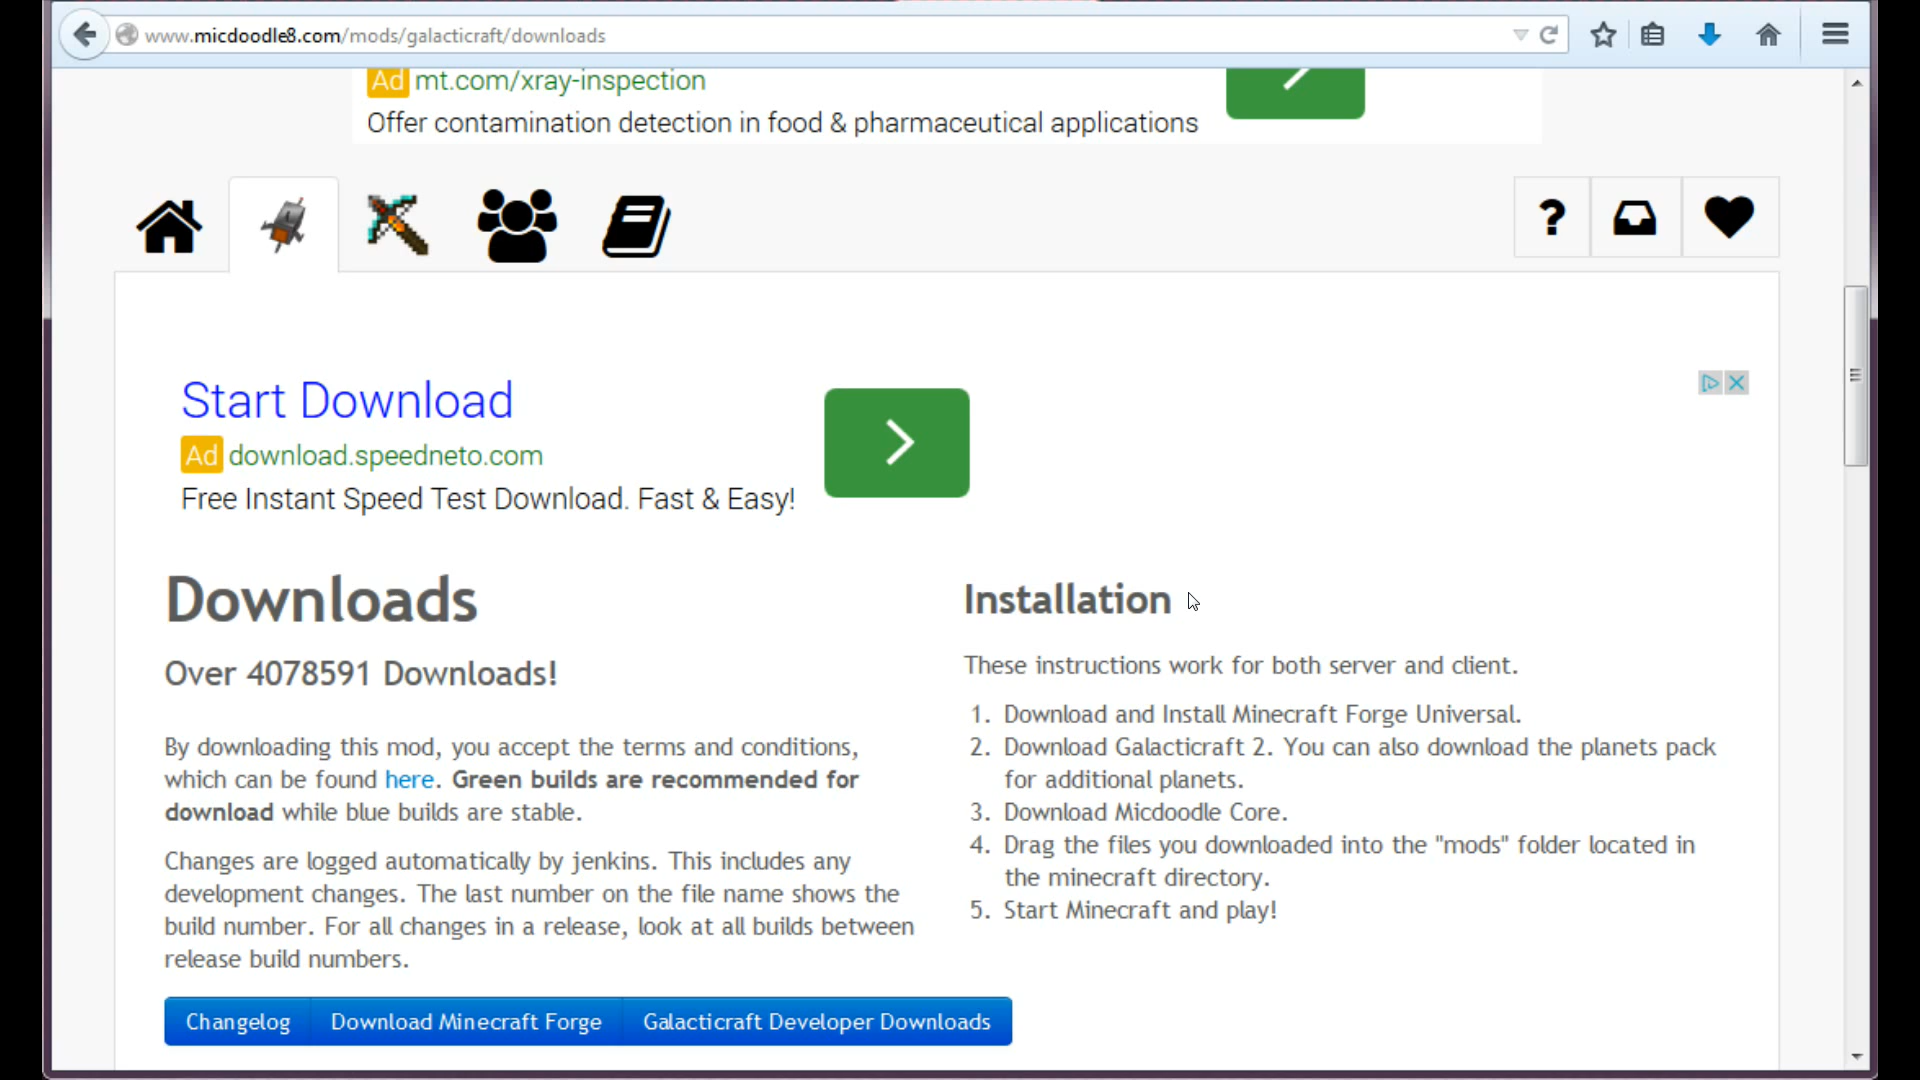 www.micdoodle8.com/mods/galacticraft/downloads
Ad mt.com/xray-inspection
Offer contamination detection in food & pharmaceutical applications
?
Start Download
Ad download.speedneto.com
Free Instant Speed Test Download. Fast & Easy!
Downloads
Over 4078591 Downloads!
By downloading this mod, you accept the terms and conditions,
which can be found here. Green builds are recommended for
download while blue builds are stable.
Changes are logged automatically by jenkins. This includes any
development changes. The last number on the file name shows the
build number. For all changes in a release, look at all builds between
release build numbers.
Changelog
Download Minecraft Forge
Galacticraft Developer Downloads
Installation
These instructions work for both server and client.
1. Download and Install Minecraft Forge Universal.
2. Download Galacticraft 2. You can also download the planets pack
for additional planets.
3. Download Micdoodle Core.
4. Drag the files you downloaded into the "mods" folder located in
the minecraft directory.
5. Start Minecraft and play!